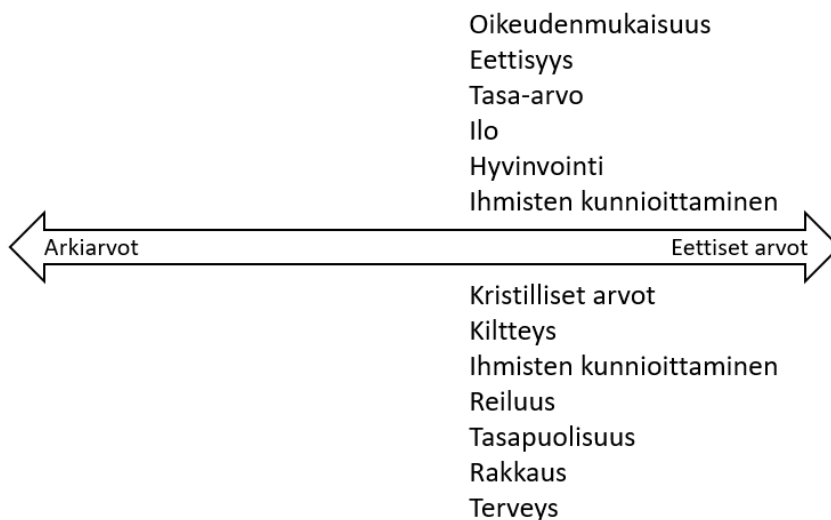 Oikeudenmukaisuus
Eettisyys
Tasa-arvo
Ilo
Hyvinvointi
Ihmisten kunnioittaminen
Arkiarvot
Eettiset arvot
Kristilliset arvot
Kiltteys
Ihmisten kunnioittaminen
Reiluus
Tasapuolisuus
Rakkaus
Terveys